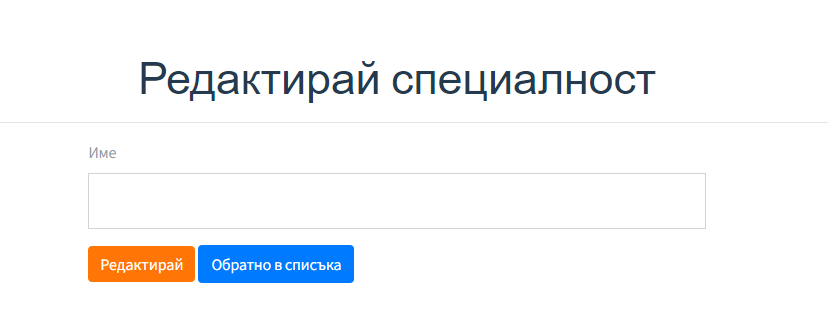 Редактирай специалност
Име
Редактирай Обратно в списъка